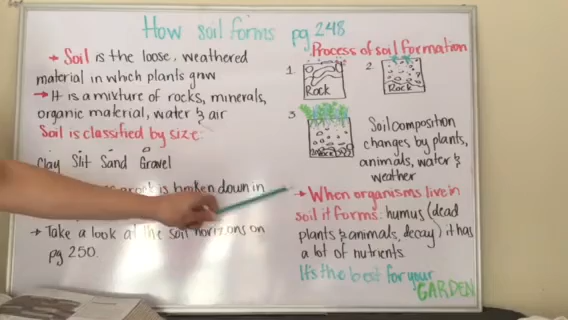 How soil forms pg 248
→ Soil is the loose, weathered
material in which plants grow
→ It is a mixture of rocks, minerals,
organic material, water & air
Soil is classified by size:
Clay Silt Sand Gravel
is broken down in
→ Take a look at the soil horizons on
pg 250.
Process of soil formation
1. 2.
Rock Rock
3.
Soil composition
changes by plants,
animals, water &
weather
→ When organisms live in
soil it forms: humus (dead
plants & animals, decay) it has
a lot of nutrients.
It's the best for your
GARDEN